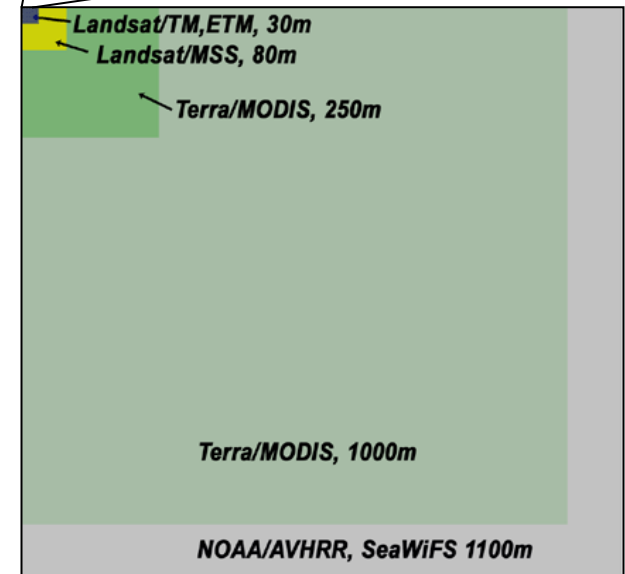 Landsat/TM,ETM, 30m
Landsat/MSS, 80m
Terra/MODIS, 250m
Terra/MODIS, 1000m
NOAA/AVHRR, SeaWiFS 1100m